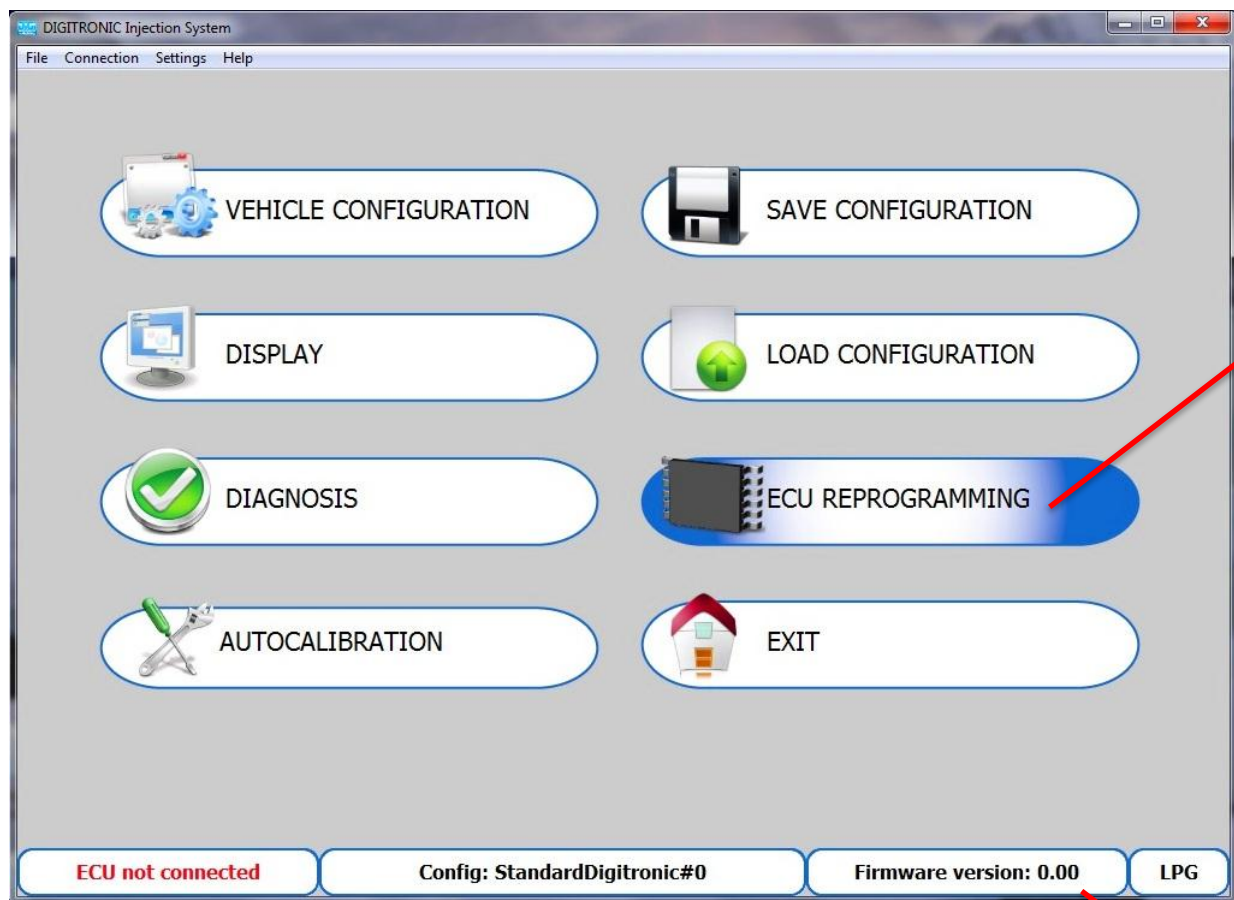 DIGITRONIC Injection System
File Connection Settings Help
VEHICLE CONFIGURATION
SAVE CONFIGURATION
DISPLAY
LOAD CONFIGURATION
DIAGNOSIS
ECU REPROGRAMMING
AUTOCALIBRATION
EXIT
ECU not connected
Config: StandardDigitronic#0
Firmware version: 0.00
LPG